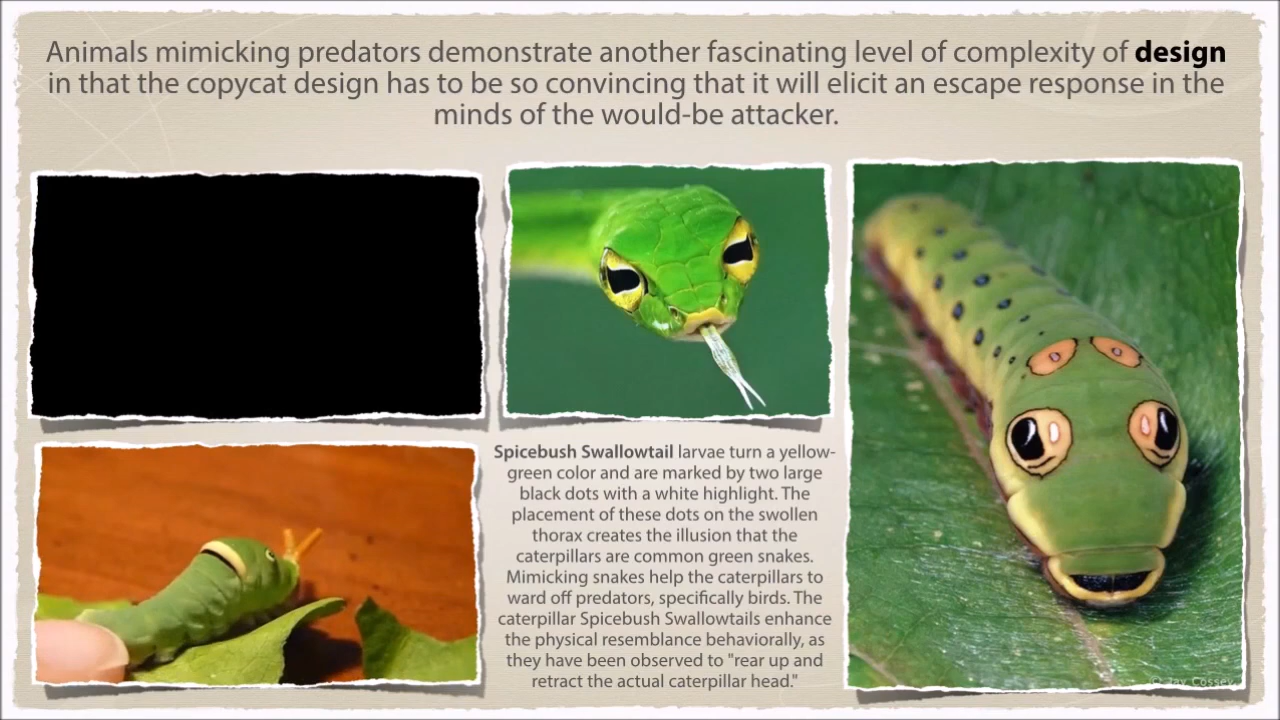 Animals mimicking predators demonstrate another fascinating level of complexity of design
in that the copycat design has to be so convincing that it will elicit an escape response in the
minds of the would-be attacker.
Spicebush Swallowtail larvae turn a yellow-
green color and are marked by two large
black dots with a white highlight. The
placement of these dots on the swollen
thorax creates the illusion that the
caterpillars are common green snakes.
Mimicking snakes help the caterpillars to
ward off predators, specifically birds. The
caterpillar Spicebush Swallowtails enhance
the physical resemblance behaviorally, as
they have been observed to "rear up and
retract the actual caterpillar head."
© Jay Cossey